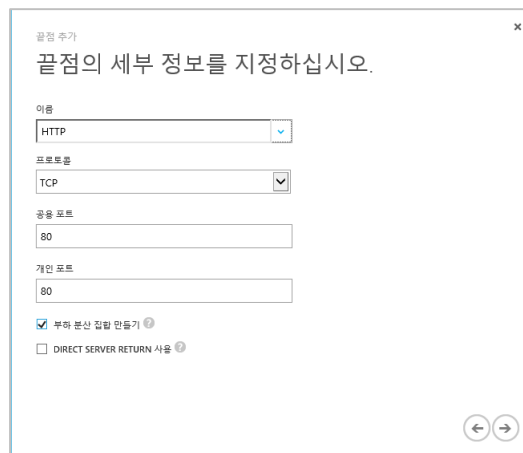 끝점 추가
끝점의 세부 정보를 지정하십시오.
이름
HTTP
프로토콜
TCP
공용 포트
80
개인 포트
80
부하 분산 집합 만들기 ?
DIRECT SERVER RETURN 사용 ?